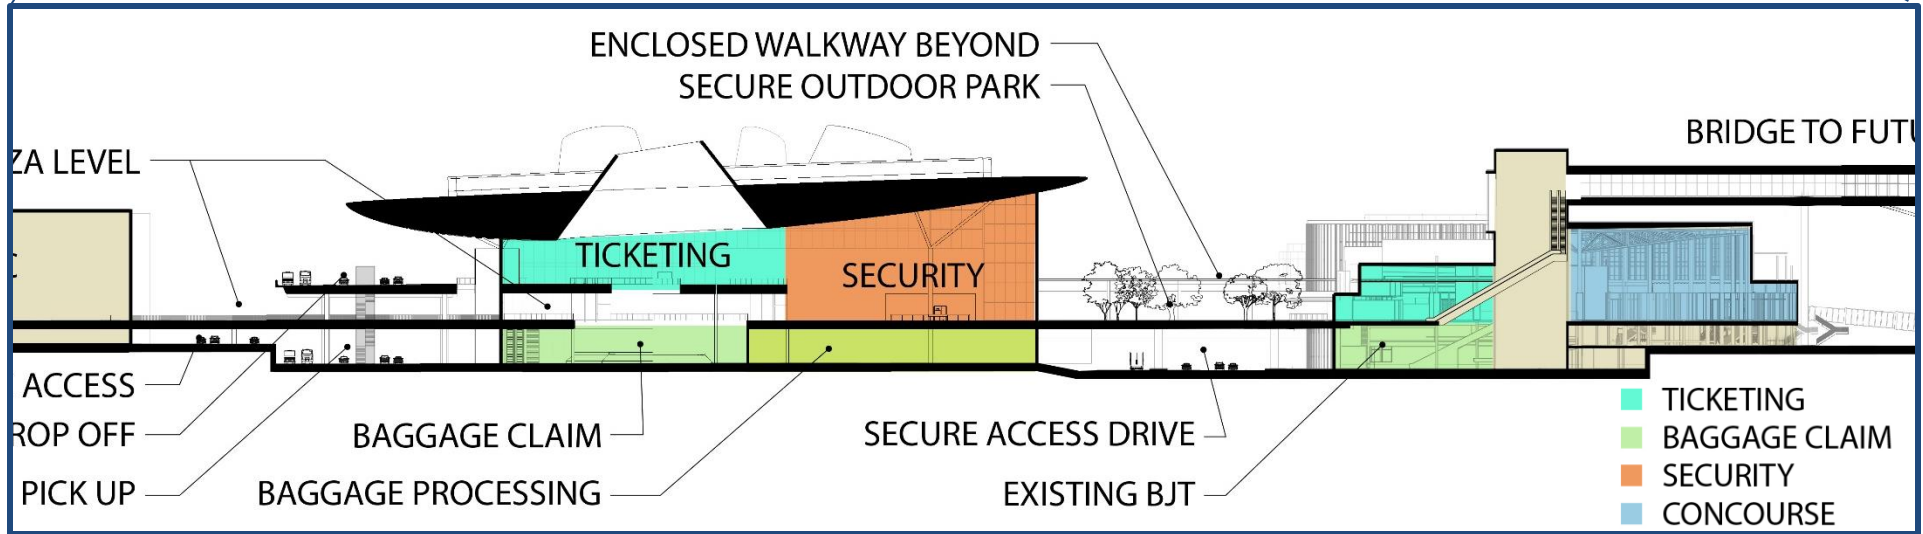 ENCLOSED WALKWAY BEYOND
SECURE OUTDOOR PARK
BRIDGE TO FUTU
ZA LEVEL
TICKETING
SECURITY
C
ACCESS
ROP OFF
PICK UP
BAGGAGE CLAIM
BAGGAGE PROCESSING
SECURE ACCESS DRIVE
EXISTING BJT
TICKETING
BAGGAGE CLAIM
SECURITY
CONCOURSE